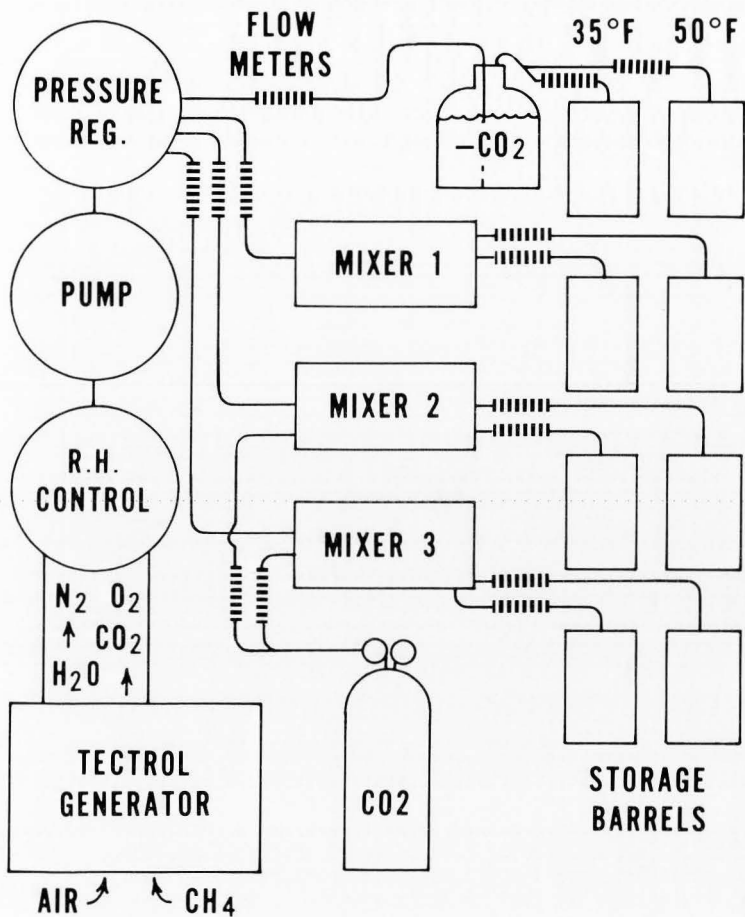 FLOW
METERS
35°F 50°F
PRESSURE
REG.
-CO2
MIXER 1
PUMP
MIXER 2
R.H.
CONTROL
MIXER 3
N2 O2
CO2
H2O
TECTROL
GENERATOR
CO2
STORAGE
BARRELS
AIR CH4